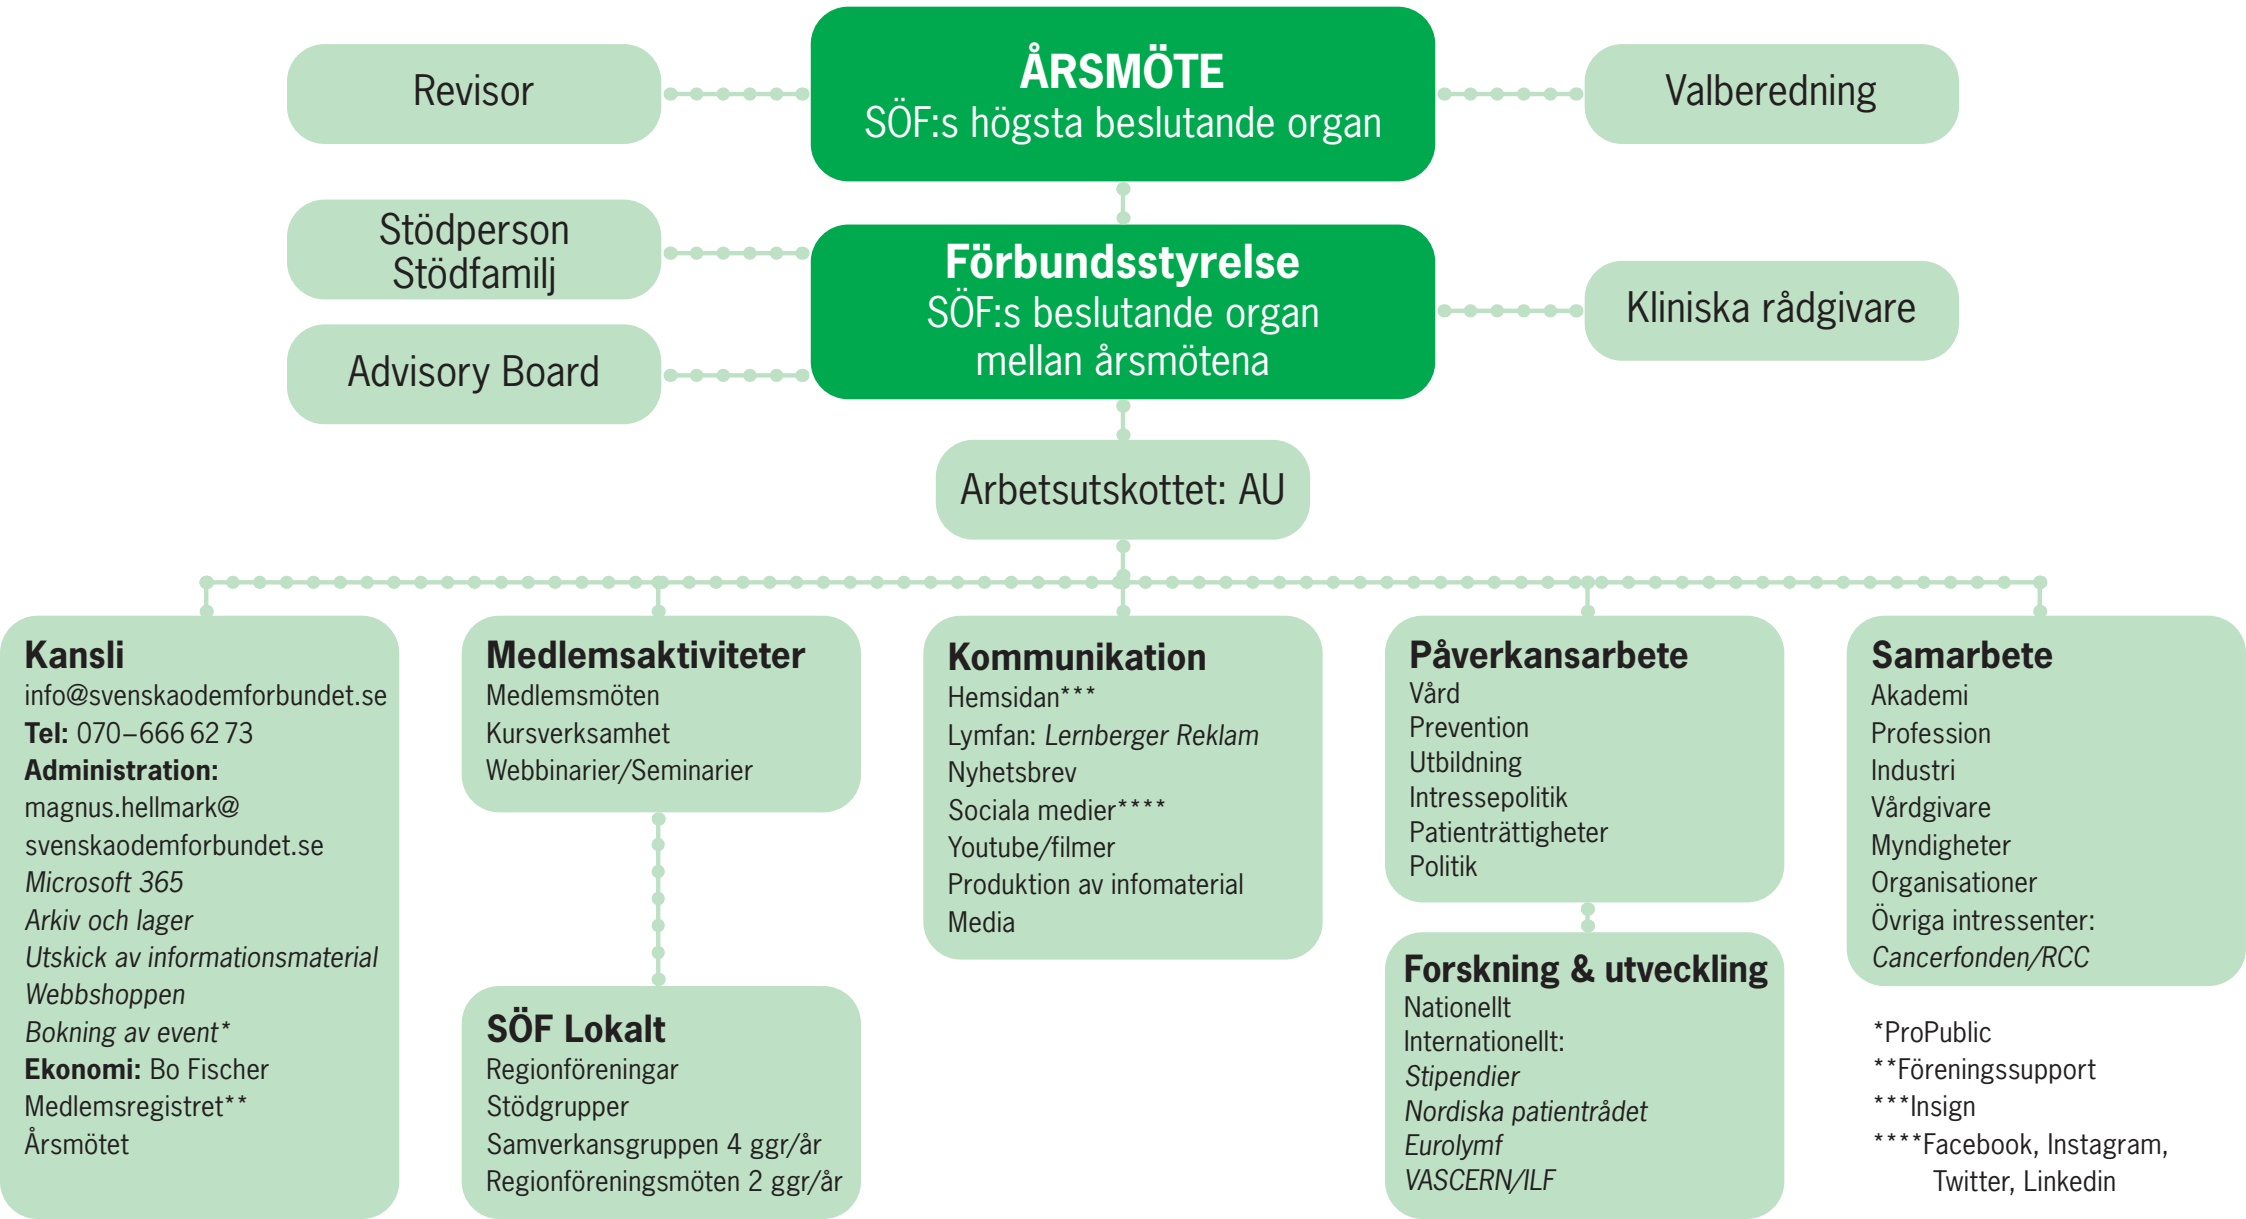 Revisor
ÅRSMÖTE
SÖF:s högsta beslutande organ
Valberedning
Stödperson
Stödfamilj
Advisory Board
Förbundsstyrelse
SÖF:s beslutande organ
mellan årsmötena
Kliniska rådgivare
Arbetsutskottet: AU
Kansli
info@svenskaodemforbundet.se
Tel: 070–666 62 73
Administration:
magnus.hellmark@
svenskaodemforbundet.se
Microsoft 365
Arkiv och lager
Utskick av informationsmaterial
Webbshoppen
Bokning av event*
Ekonomi: Bo Fischer
Medlemsregistret**
Årsmötet
Medlemsaktiviteter
Medlemsmöten
Kursverksamhet
Webbinarier/Seminarier
SÖF Lokalt
Regionföreningar
Stödgrupper
Samverkansgruppen 4 ggr/år
Regionföreningsmöten 2 ggr/år
Kommunikation
Hemsidan***
Lymfan: Lernberger Reklam
Nyhetsbrev
Sociala medier****
Youtube/filmer
Produktion av infomaterial
Media
Påverkansarbete
Vård
Prevention
Utbildning
Intressepolitik
Patienträttigheter
Politik
Forskning & utveckling
Nationellt
Internationellt:
Stipendier
Nordiska patientrådet
Eurolymf
VASCERN/ILF
Samarbete
Akademi
Profession
Industri
Vårdgivare
Myndigheter
Organisationer
Övriga intressenter:
Cancerfonden/RCC
*ProPublic
**Föreningssupport
***Insign
****Facebook, Instagram,
Twitter, Linkedin